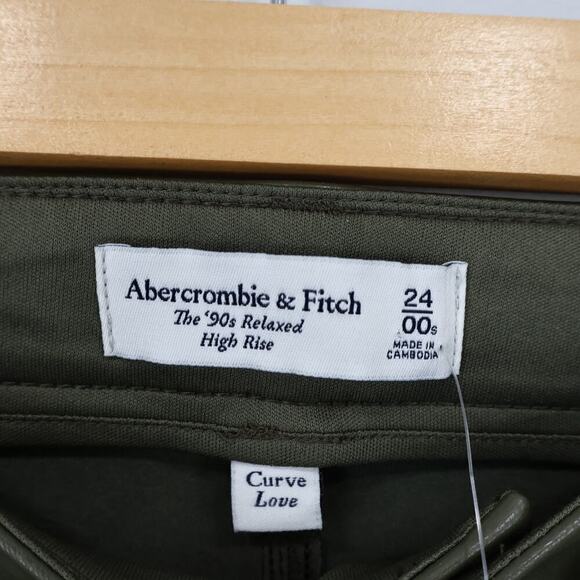 Abercrombie & Fitch
The ‘90s Relaxed
High Rise
24
00s
MADE IN
CAMBODIA
Curve
Love